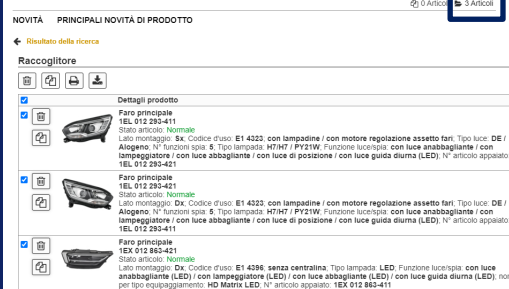 0 Articoli 3 Articoli
NOVITÀ PRINCIPALI NOVITÀ DI PRODOTTO
Risultato della ricerca
Raccoglitore
Dettagli prodotto
Faro principale
1EL 012 293-411
Stato articolo: Normale
Lato montaggio: Sx; Codice d'uso: E1 4323; con lampadine / con motore regolazione assetto fari; Tipo luce: DE /
Alogeno; N° funzioni spia: 5; Tipo lampada: H7/H7 / PY21W; Funzione luce/spia: con luce anabbagliante / con
lampeggiatore / con luce abbagliante / con luce di posizione / con luce guida diurna (LED); N° articolo appaiato:
1EL 012 293-421
Faro principale
1EL 012 293-421
Stato articolo: Normale
Lato montaggio: Dx; Codice d'uso: E1 4323; con lampadine / con motore regolazione assetto fari; Tipo luce: DE /
Alogeno; N° funzioni spia: 5; Tipo lampada: H7/H7 / PY21W; Funzione luce/spia: con luce anabbagliante / con
lampeggiatore / con luce abbagliante / con luce di posizione / con luce guida diurna (LED); N° articolo appaiato:
1EL 012 293-411
Faro principale
1EX 012 863-421
Stato articolo: Normale
Lato montaggio: Dx; Codice d'uso: E1 4396; senza centralina; Tipo lampada: LED; Funzione luce/spia: con luce
anabbagliante (LED) / con lampeggiatore (LED) / con luce abbagliante (LED) / con luce guida diurna (LED); non
per tipo equipaggiamento: HD Matrix LED; N° articolo appaiato: 1EX 012 863-411